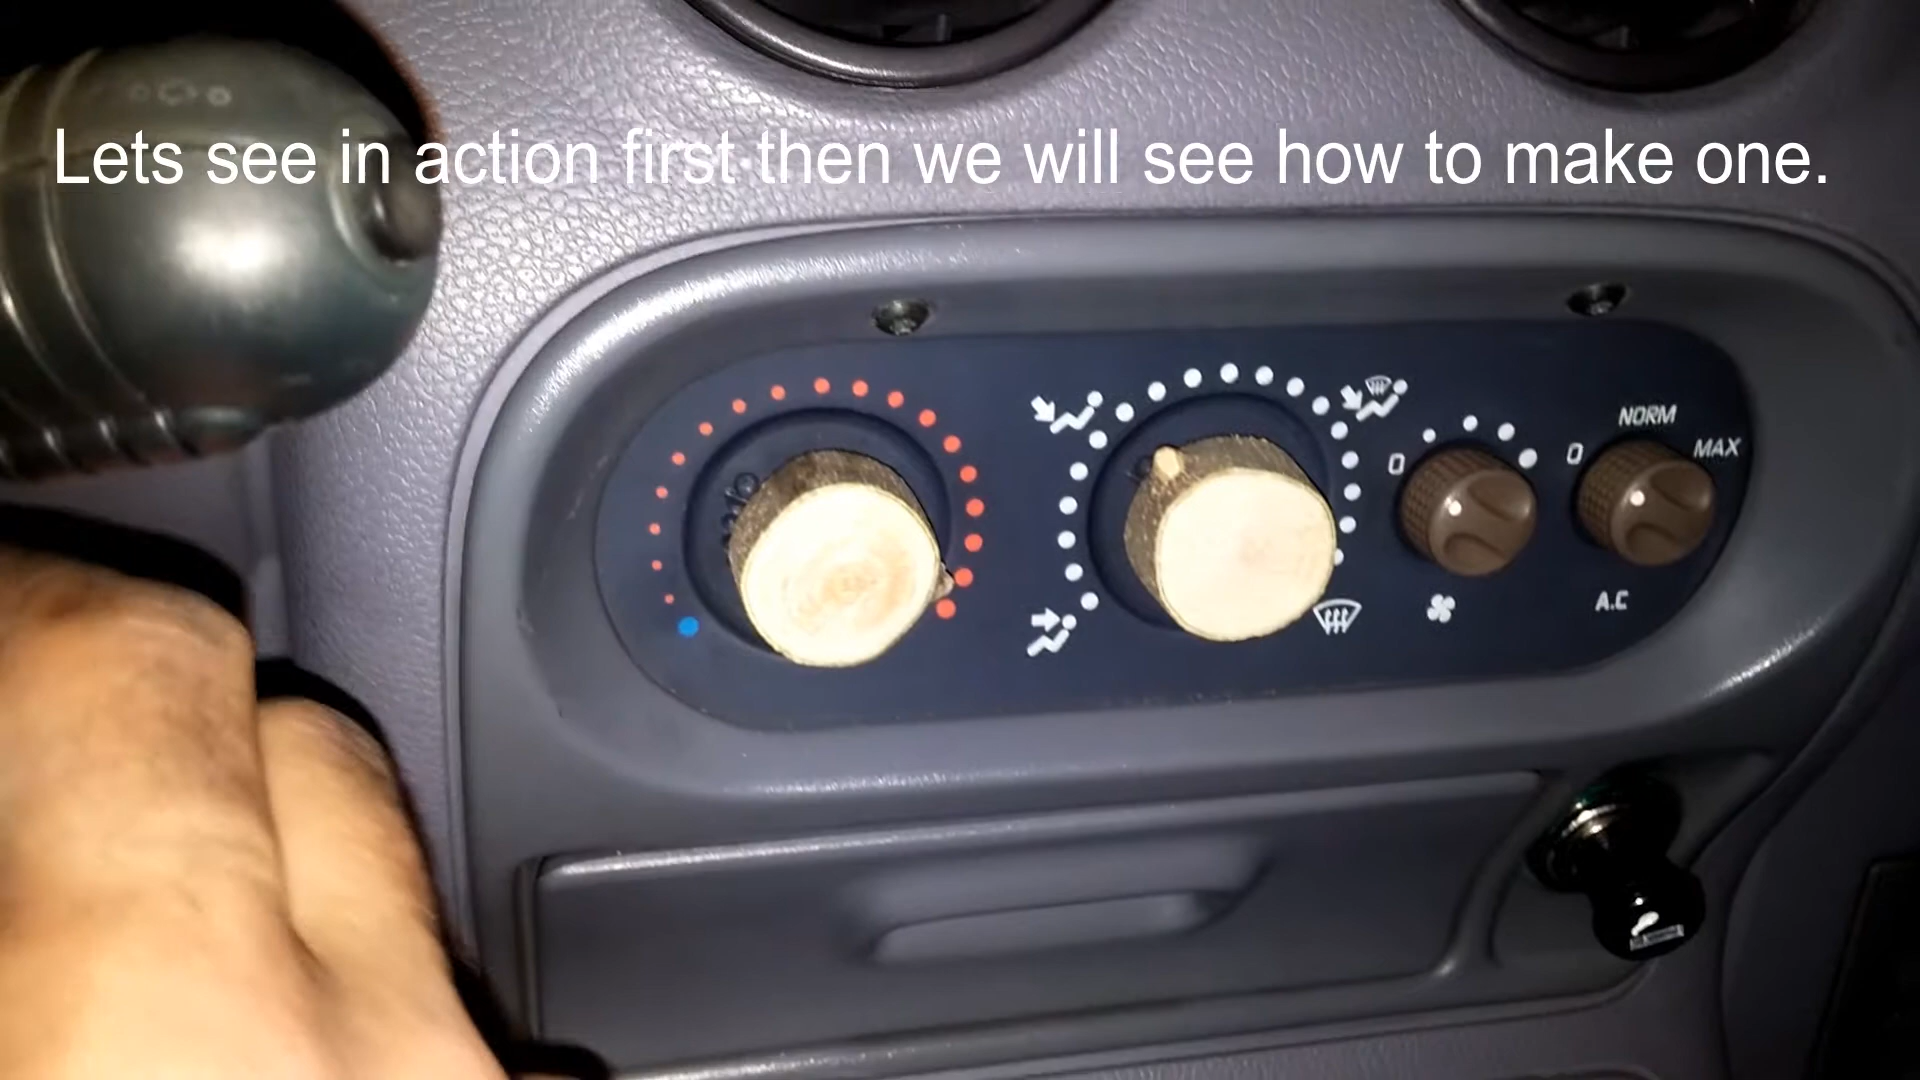 Lets see in action first then we will see how to make one.
NORM
0
0
MAX
A.C